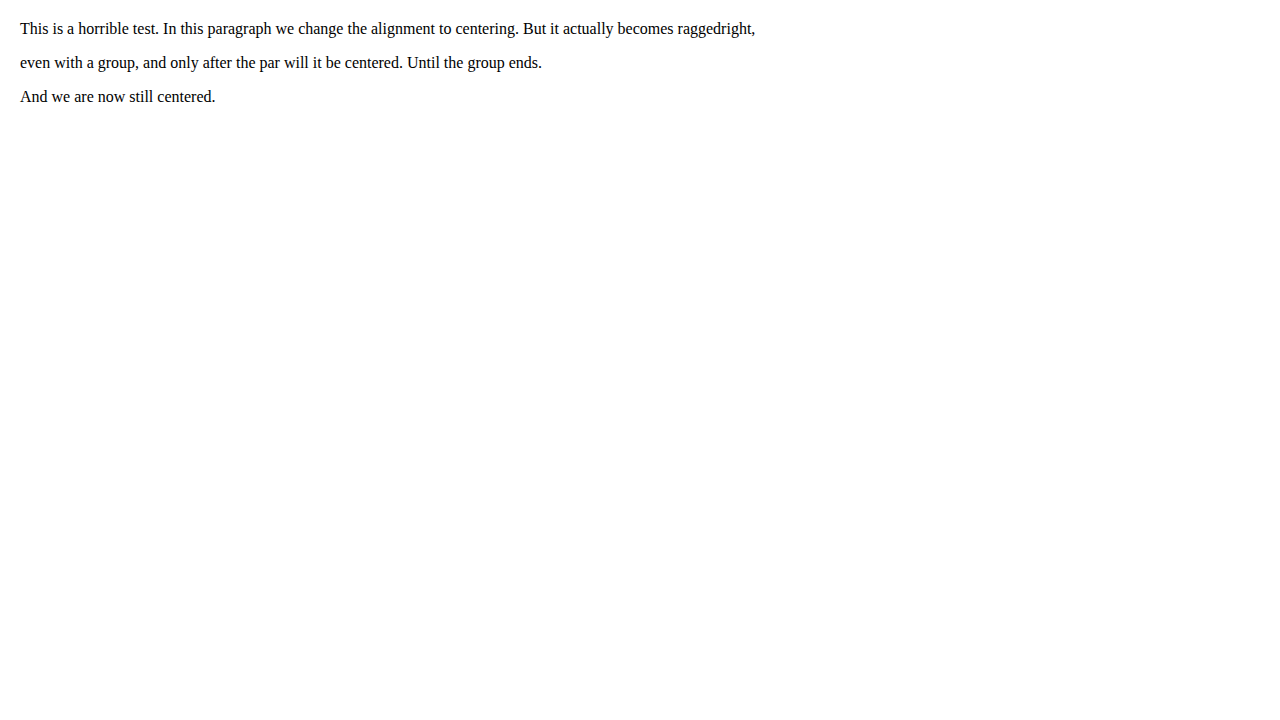 This is a horrible test. In this paragraph we change the alignment to centering. But it actually becomes raggedright,
even with a group, and only after the par will it be centered. Until the group ends.
And we are now still centered.